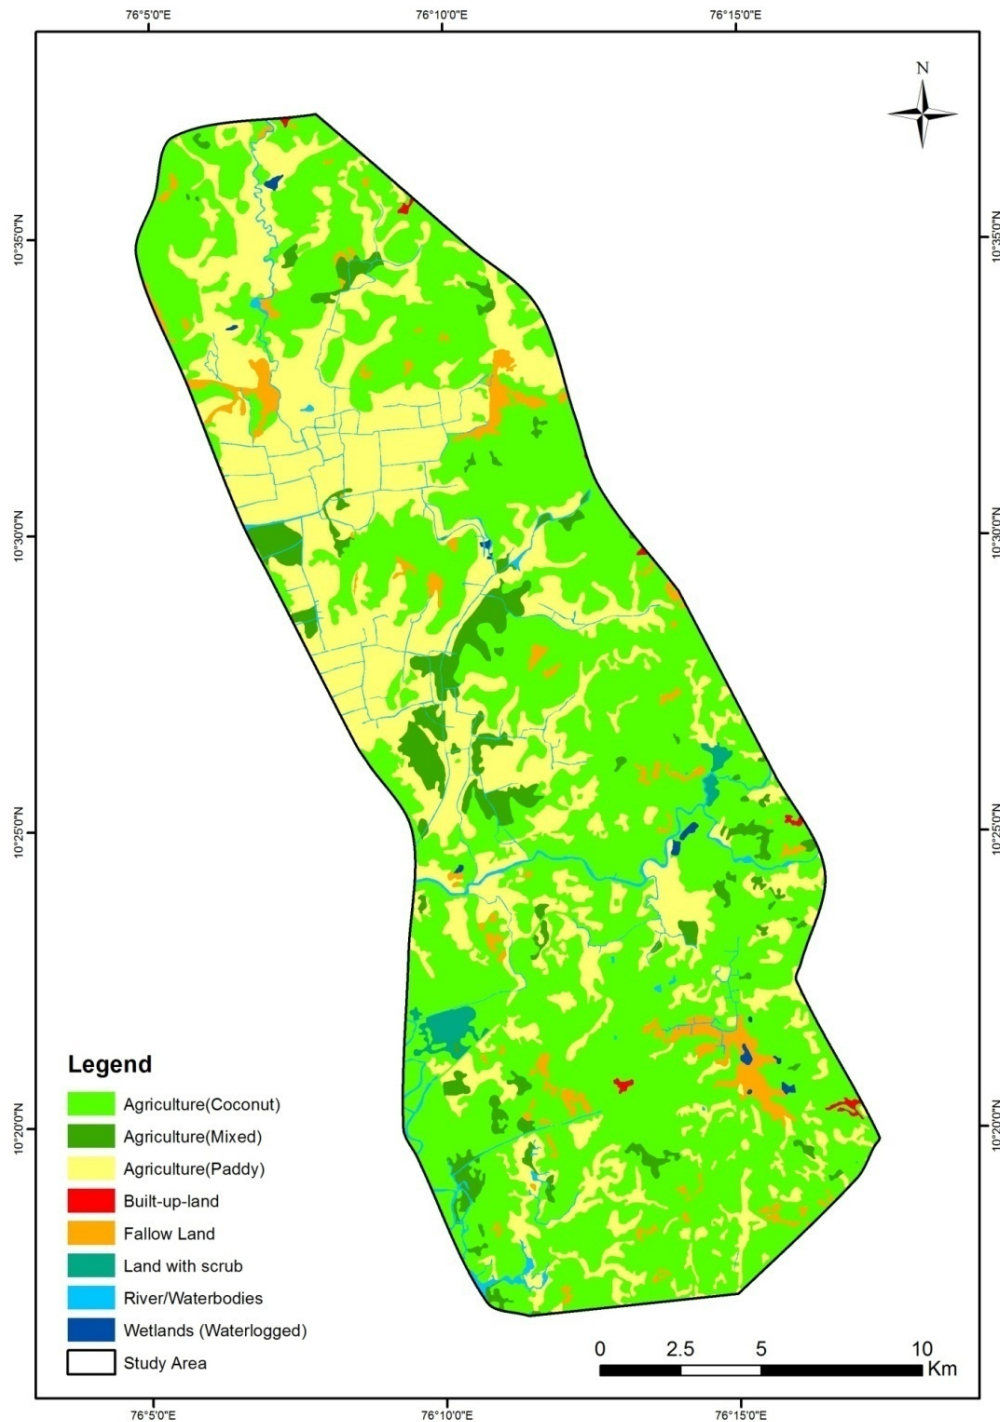 76°5'0"E 76°10'0"E 76°15'0"E
N
10°35'0"N 10°35'0"N
10°30'0"N 10°30'0"N
10°25'0"N 10°25'0"N
10°20'0"N 10°20'0"N
Legend
Agriculture(Coconut)
Agriculture(Mixed)
Agriculture(Paddy)
Built-up-land
Fallow Land
Land with scrub
River/Waterbodies
Wetlands (Waterlogged)
Study Area
0 2.5 5 10
Km
76°5'0"E 76°10'0"E 76°15'0"E